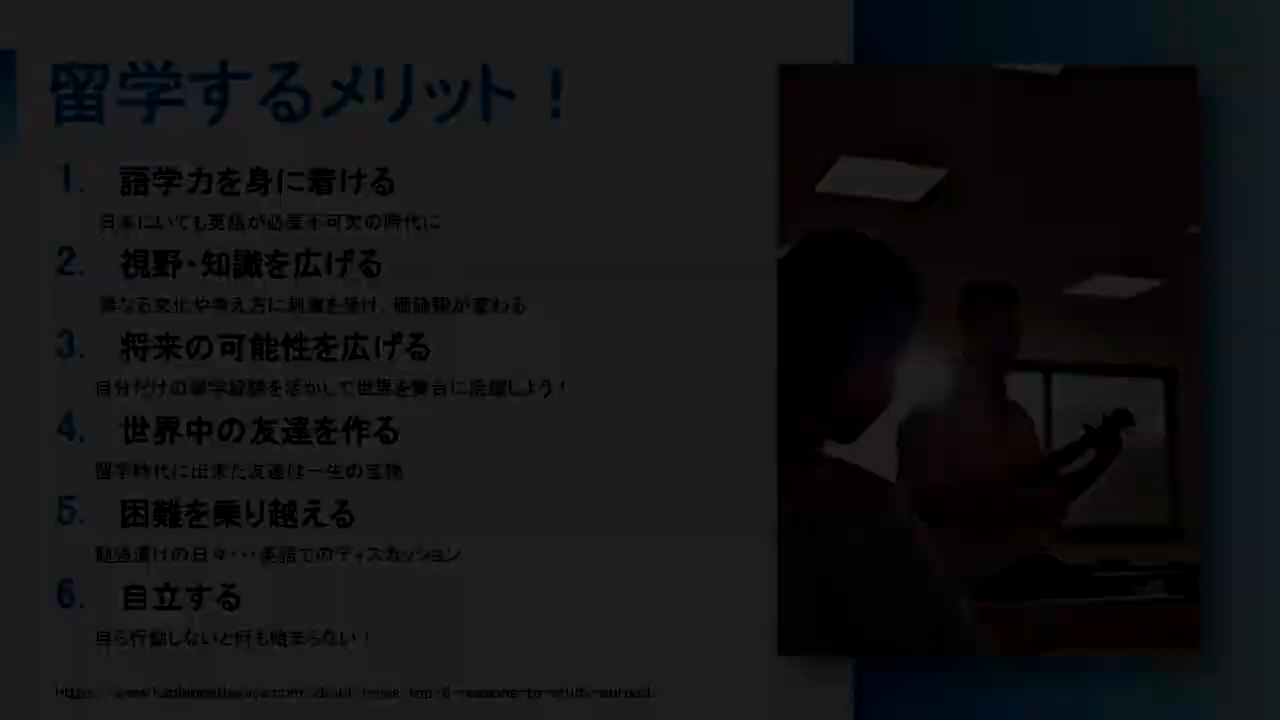 留学するメリット！
1. 語学力を身に着ける
日本にいても英語が必要不可欠の時代に
2. 視野・知識を広げる
異なる文化や考え方に刺激を受け、価値観が変わる
3. 将来の可能性を広げる
自分だけの留学経験を活かして世界を舞台に活躍しよう！
4. 世界中の友達を作る
留学時代に出来た友達は一生の宝物
5. 困難を乗り越える
勉強漬けの日々・・・英語でのディスカッション
6. 自立する
自ら行動しないと何も始まらない！